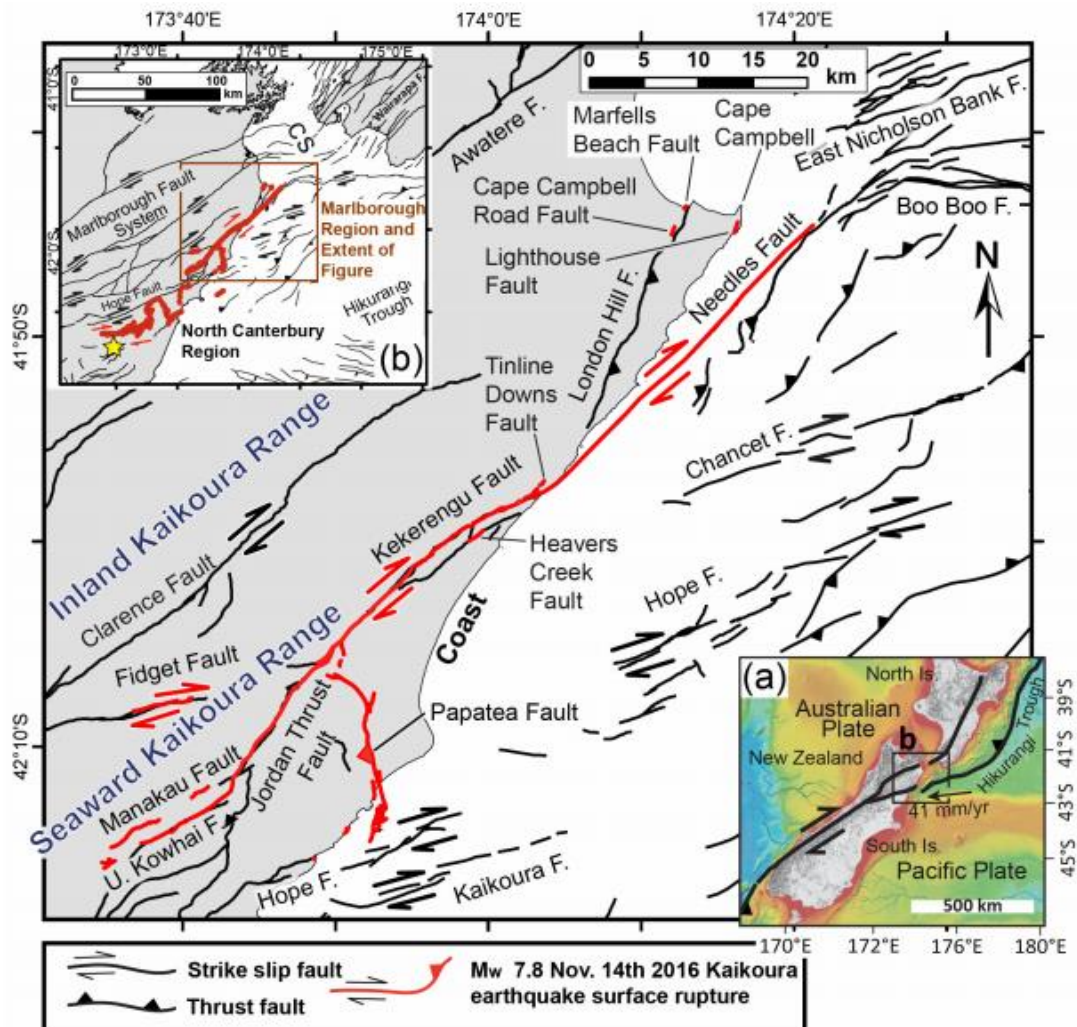 173°40'E
174°0'E
174°20'E
173°0'E
174°0'E
175°0'E
0
50
100
km
41°0'S
42°0'S
Wairarapa F.
CS
Marlborough Fault
System
Marlborough
Region and
Extent of
Figure
Hope Fault
Hikurangi
Trough
North Canterbury
Region
(b)
0
5
10
15
20
km
Awatere F.
Marfells
Beach Fault
Cape
Campbell
East Nicholson Bank F.
Cape Campbell
Road Fault
Boo Boo F.
Lighthouse
Fault
Needles Fault
N
London Hill F.
41°50'S
Tinline
Downs
Fault
Inland Kaikoura Range
Chancet F.
Kekerengu Fault
Heavers
Creek
Fault
Clarence Fault
Hope F.
Coast
Fidget Fault
Seaward Kaikoura Range
Jordan Thrust
Fault
Papatea Fault
42°10'S
Manakau Fault
U. Kowhai F.
Hope F.
Kaikoura F.
(a)
North Is.
Australian
Plate
b
New Zealand
Hikurangi Trough
41 mm/yr
South Is.
Pacific Plate
500 km
39°S
41°S
43°S
45°S
170°E
172°E
176°E
180°E
Strike slip fault
Thrust fault
Mw 7.8 Nov. 14th 2016 Kaikoura
earthquake surface rupture